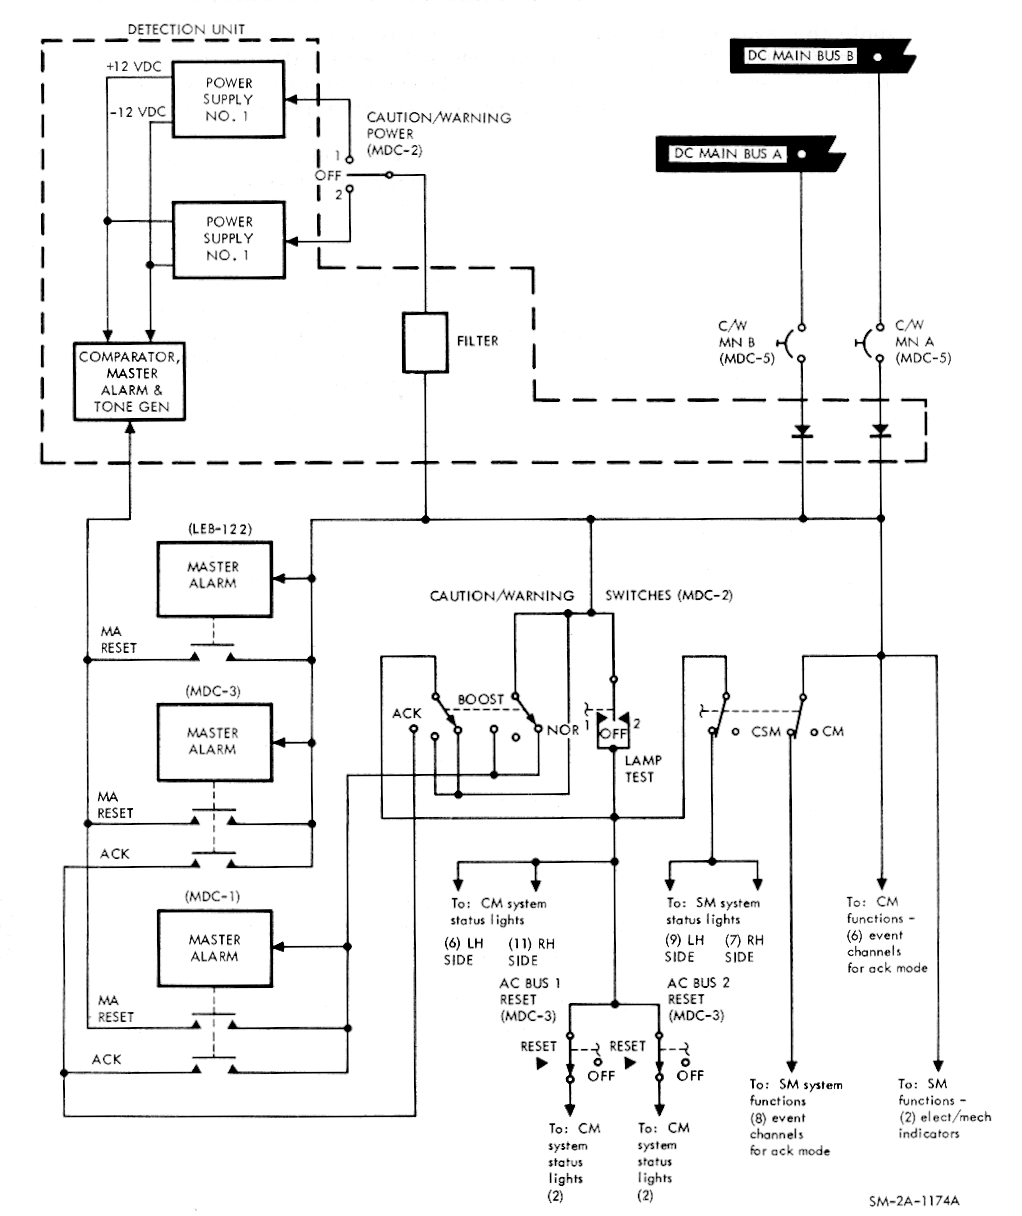 DETECTION UNIT
+12 VDC
-12 VDC
POWER
SUPPLY
NO. 1
CAUTION/WARNING
POWER
(MDC-2)
1
OFF
2
POWER
SUPPLY
NO. 1
DC MAIN BUS B
DC MAIN BUS A
FILTER
C/W
MN B
(MDC-5)
C/W
MN A
(MDC-5)
COMPARATOR,
MASTER
ALARM &
TONE GEN
(LEB-122)
MASTER
ALARM
MA
RESET
(MDC-3)
MASTER
ALARM
MA
RESET
ACK
(MDC-1)
MASTER
ALARM
MA
RESET
ACK
CAUTION/WARNING SWITCHES (MDC-2)
ACK
BOOST
NOR
1
2
OFF
LAMP
TEST
CSM
CM
To: CM system
status lights
(6) LH
SIDE
(11) RH
SIDE
To: SM system
status lights
(9) LH
SIDE
(7) RH
SIDE
To: CM
functions -
(6) event
channels
for ack mode
AC BUS 1
RESET
(MDC-3)
AC BUS 2
RESET
(MDC-3)
RESET
OFF
RESET
OFF
To: CM
system
status
lights
(2)
To: CM
system
status
lights
(2)
To: SM system
functions
(8) event
channels
for ack mode
To: SM
functions -
(2) elect/mech
indicators
SM-2A-1174A